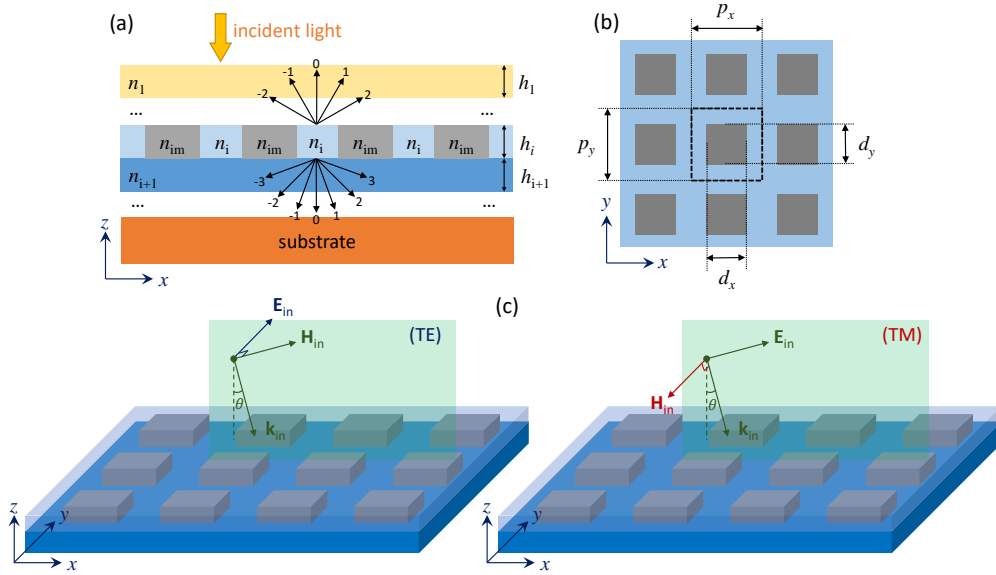 (a)
incident light
n1
-2 -1 0 1 2
h1
... ...
nim ni nim ni nim ni nim
hi
ni+1
-3 -2 -1 0 1 2 3
hi+1
... ...
substrate
z
x
(b)
px
py
dy
dx
y
x
(c)
Ein
Hin
(TE)
θ
kin
z
y
x
Ein
(TM)
Hin
θ
kin
z
y
x